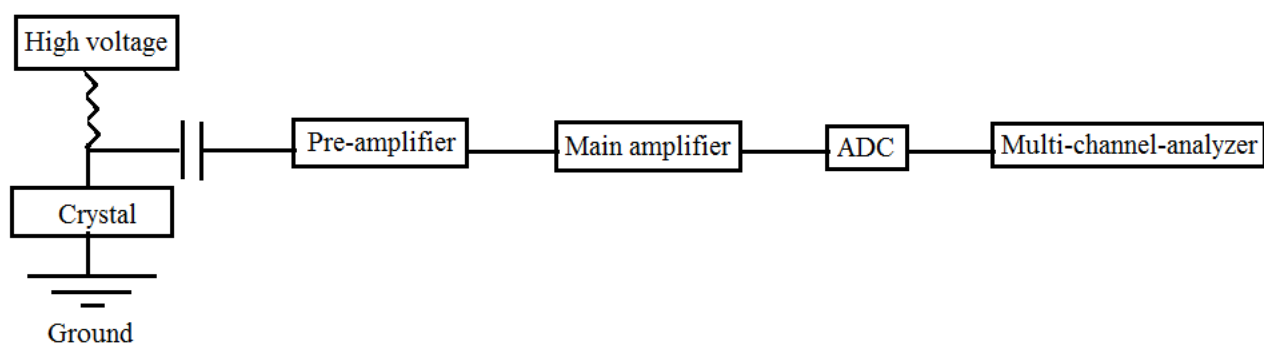 High voltage
Pre-amplifier
Main amplifier
ADC
Multi-channel-analyzer
Crystal
Ground